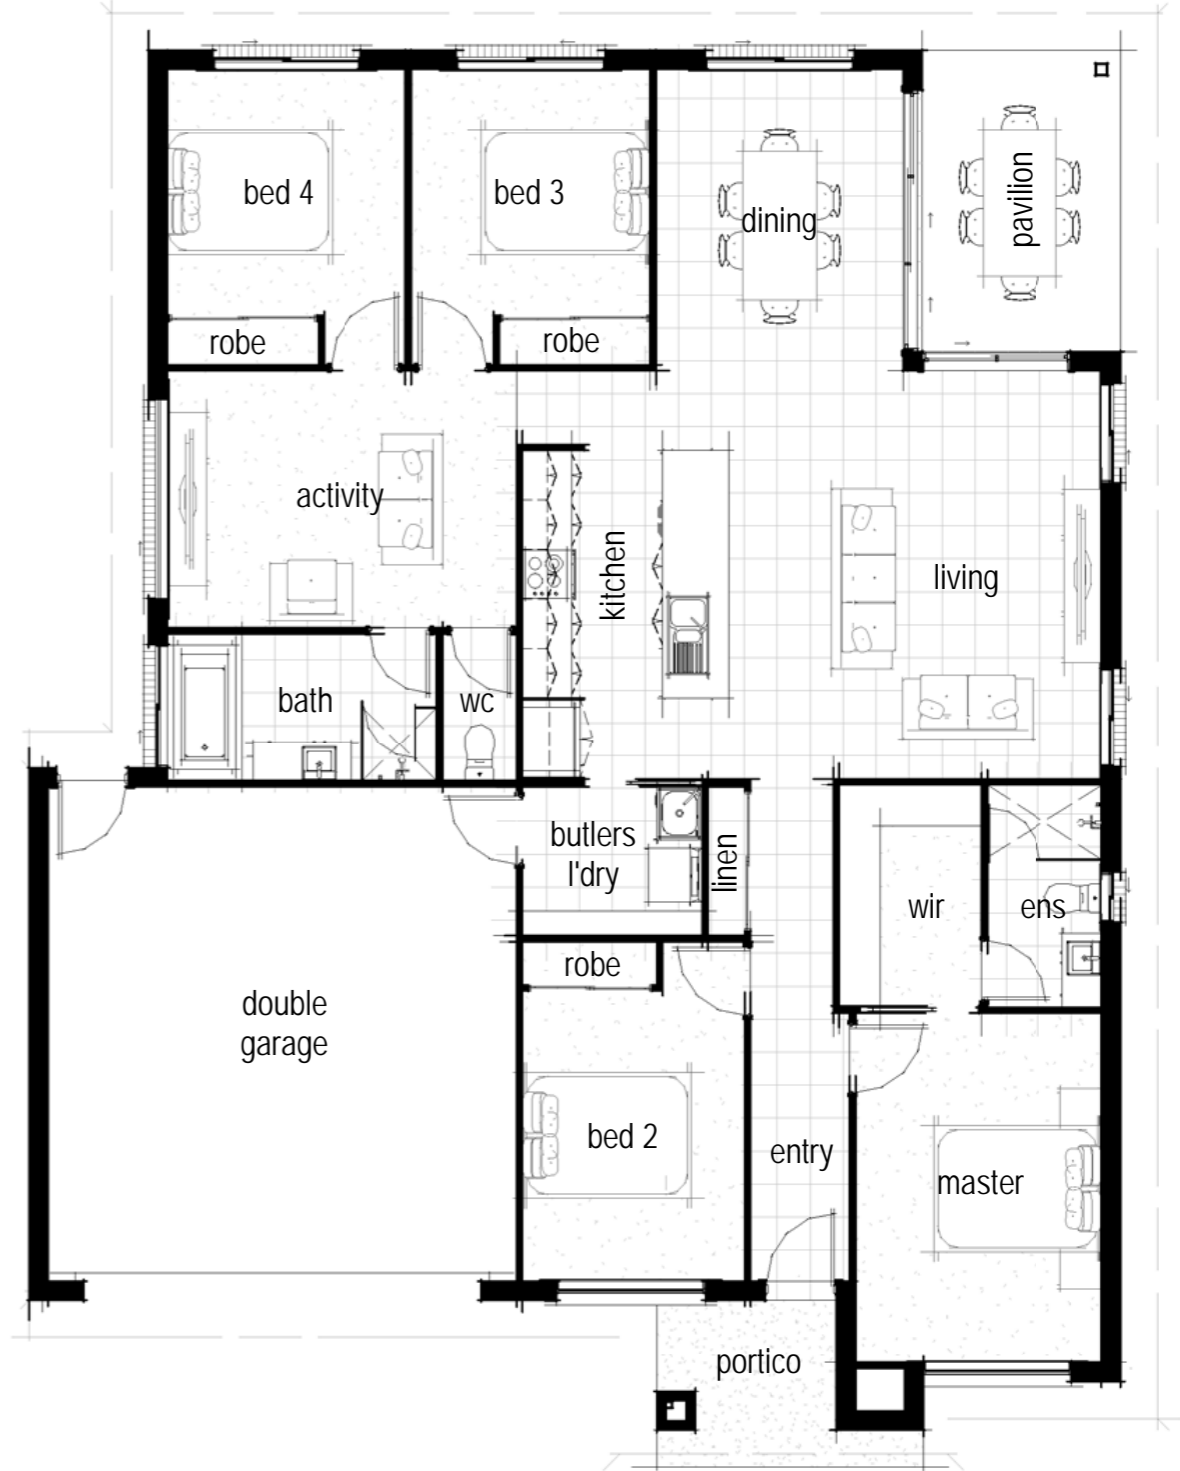 bed 4
bed 3
dining
pavilion
robe
robe
activity
kitchen
living
bath
wc
butlers
l'dry
linen
wir
ens
robe
double
garage
bed 2
entry
master
portico